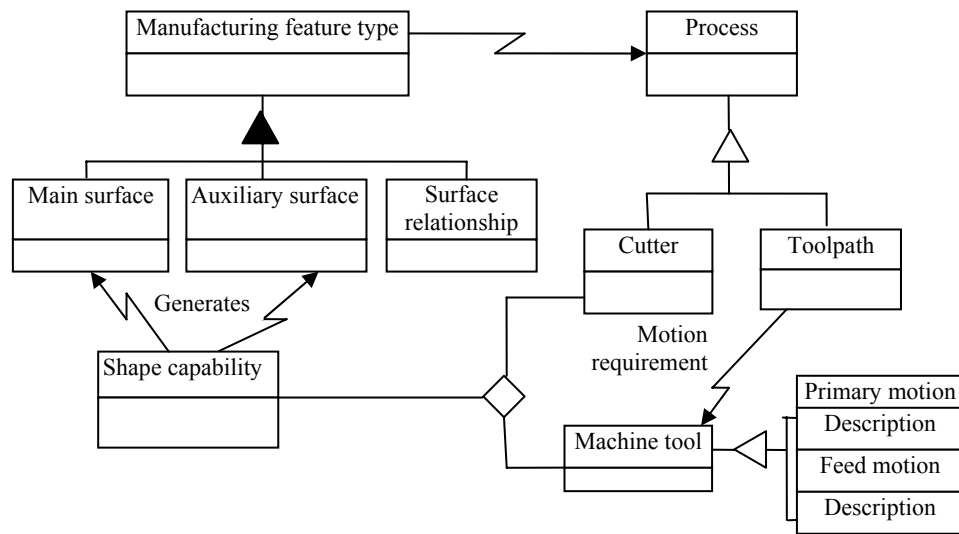 Manufacturing feature type
Process
Main surface
Auxiliary surface
Surface
relationship
Cutter
Toolpath
Generates
Motion
requirement
Shape capability
Primary motion
Description
Machine tool
Feed motion
Description